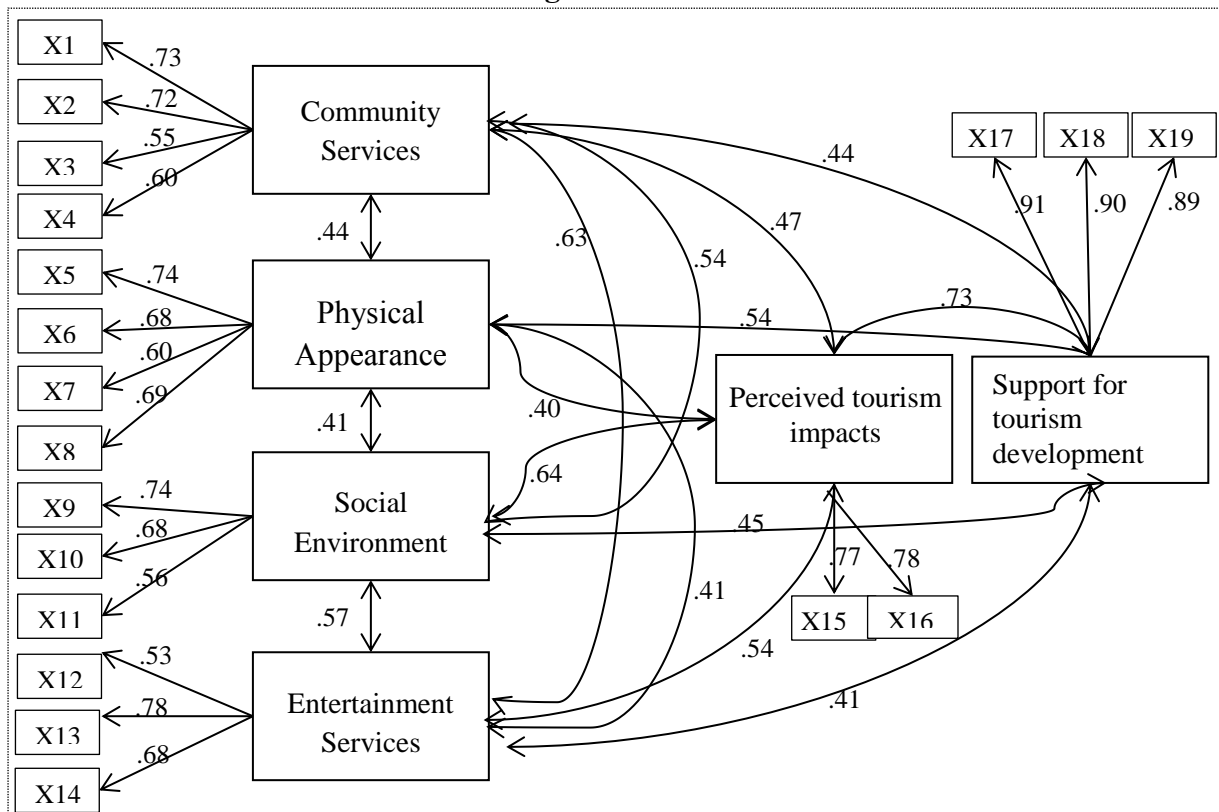 X1
.73
X2
.72
.55
X3
.60
X4
Community
Services
.44
X5
.74
X6
.68
.60
X7
.69
X8
Physical
Appearance
.41
X9
.74
X10
.68
.56
X11
Social
Environment
.57
X12
.53
.78
X13
.68
X14
Entertainment
Services
.63
.54
.47
.44
.54
.73
.40
.64
.45
.41
.54
.41
Perceived tourism
impacts
.77
.78
X15
X16
X17
X18
X19
.91
.90
.89
Support for
tourism
development